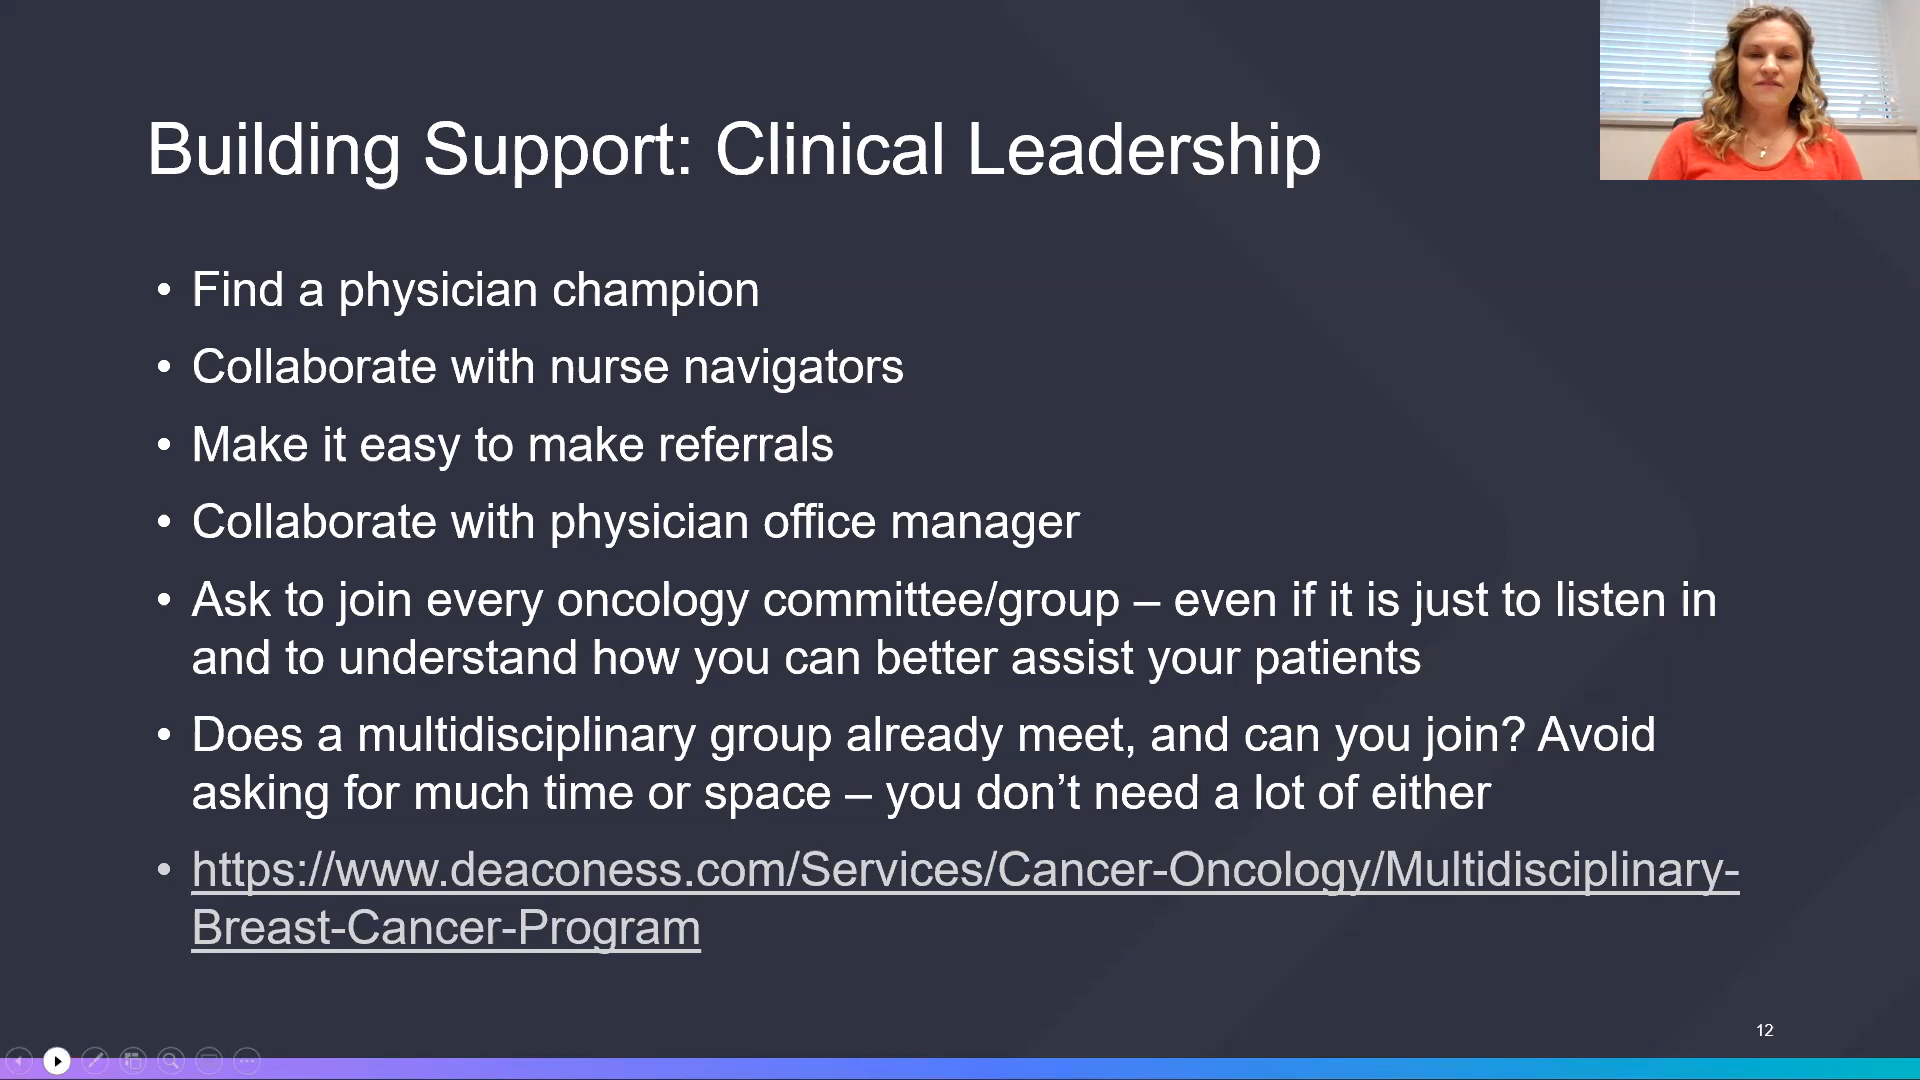 Building Support: Clinical Leadership
• Find a physician champion
• Collaborate with nurse navigators
• Make it easy to make referrals
• Collaborate with physician office manager
• Ask to join every oncology committee/group – even if it is just to listen in
and to understand how you can better assist your patients
• Does a multidisciplinary group already meet, and can you join? Avoid
asking for much time or space – you don’t need a lot of either
• https://www.deaconess.com/Services/Cancer-Oncology/Multidisciplinary-
Breast-Cancer-Program
12